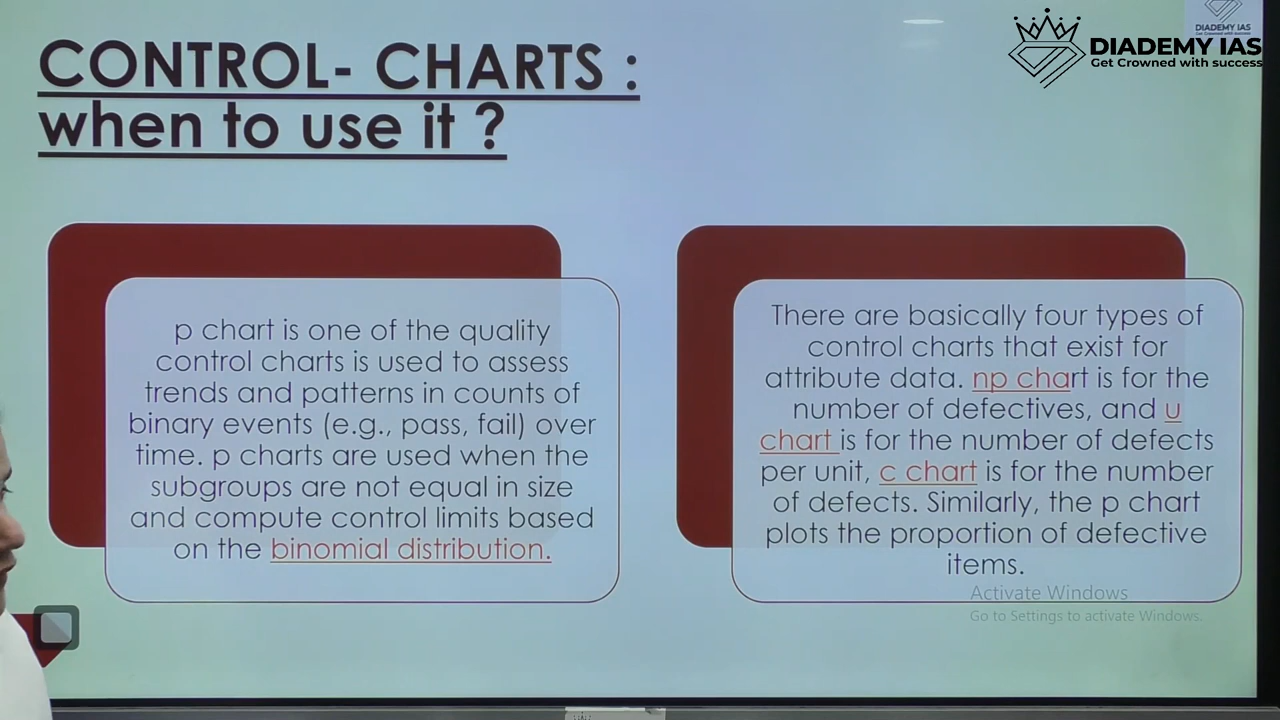 CONTROL- CHARTS :
when to use it ?
DIADEMY IAS
Get Crowned with success
DIADEMY IAS
Get Crowned with Success
p chart is one of the quality
control charts is used to assess
trends and patterns in counts of
binary events (e.g., pass, fail) over
time. p charts are used when the
subgroups are not equal in size
and compute control limits based
on the binomial distribution.
There are basically four types of
control charts that exist for
attribute data. np chart is for the
number of defectives, and u
chart is for the number of defects
per unit, c chart is for the number
of defects. Similarly, the p chart
plots the proportion of defective
items.
Activate Windows
Go to Settings to activate Windows.